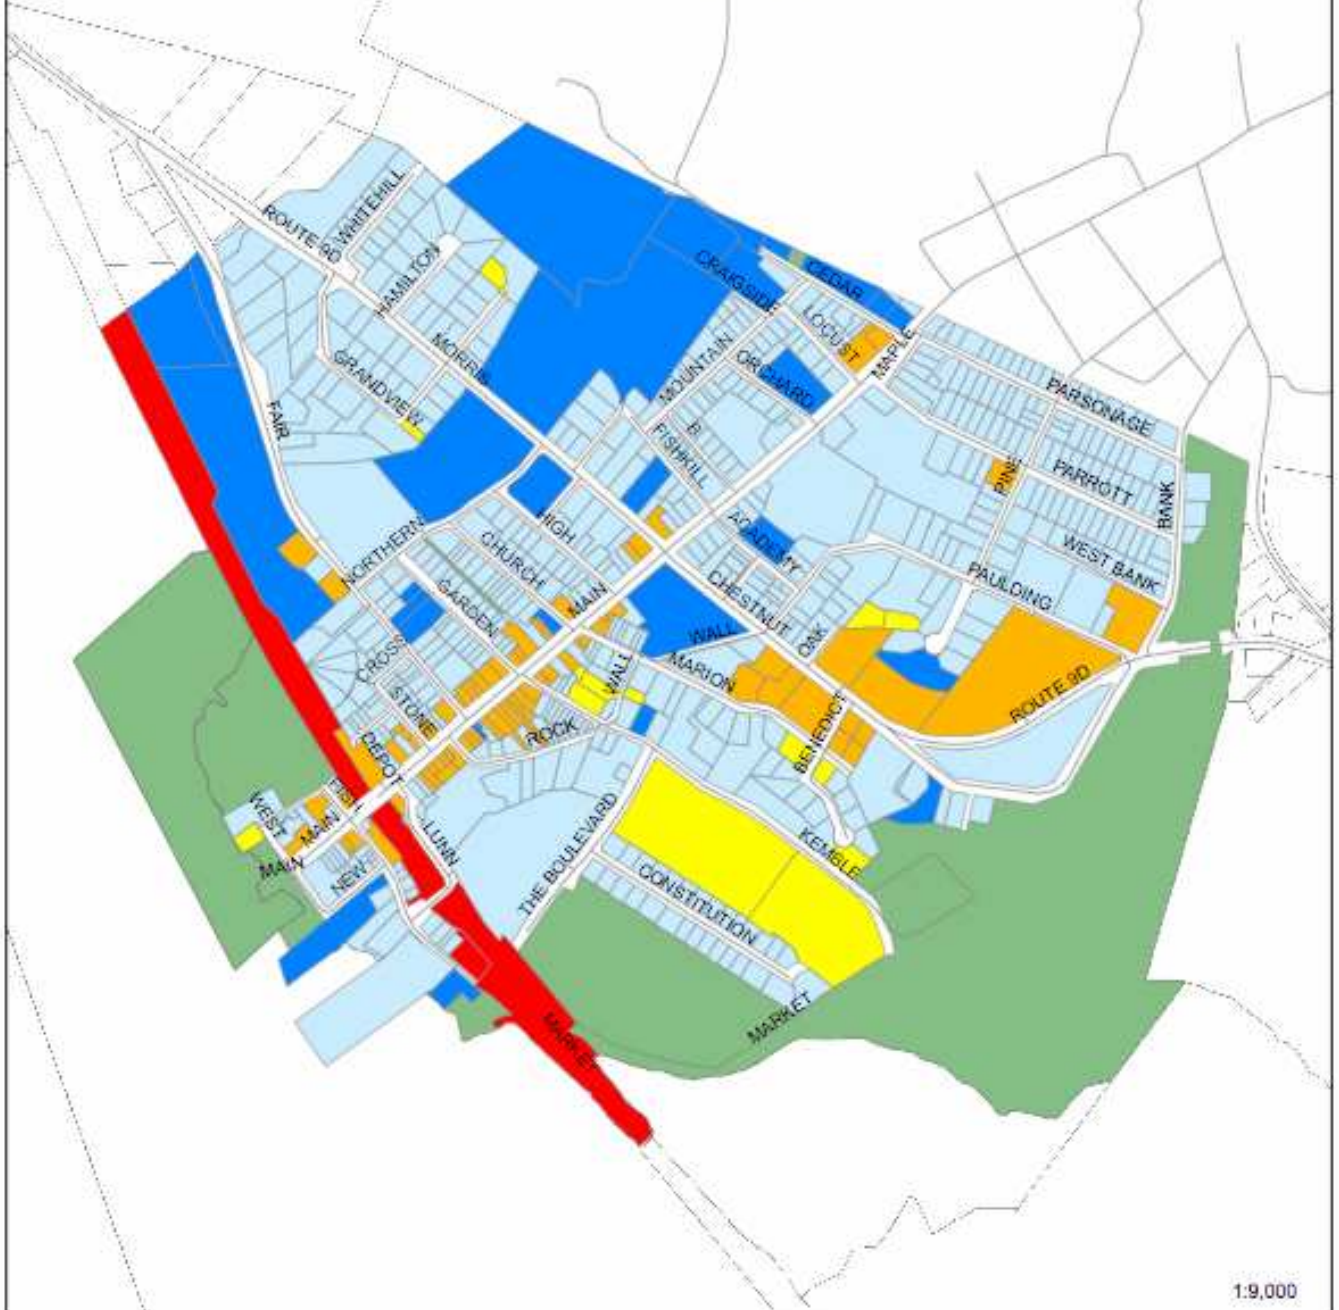 ROUTE 9D
WHITEHILL
HAMILTON
CRAIGSIDE
CEDAR
LOCUST
MAPLE
MORRIS
MOUNTAIN
ORCHARD
GRANDVIEW
PARSONAGE
FAIR
B
FISHKILL
PINE
PARROTT
BANK
NORTHERN
HIGH
CHURCH
ACADEMY
WEST BANK
PAULDING
GARDEN
MAIN
CHESTNUT
WALL
OAK
CROSS
MARION
WALL
ROUTE 9D
STONE
ROCK
BENEDICT
DEPOT
FISH
WEST
MAIN
MAIN
NEW
LUNN
THE BOULEVARD
KEMBLE
CONSTITUTION
MARKET
MARKET
1:9,000